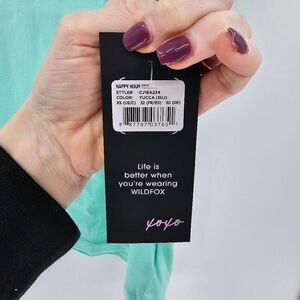 NAPPY HOUR
STYLE# CJ76A234
COLOR: YUCCA (3UJ)
XS (US/C) 32 (FR/ES) 30 (DE)
Life is
better when
you're wearing
WILDFOX
xoxo